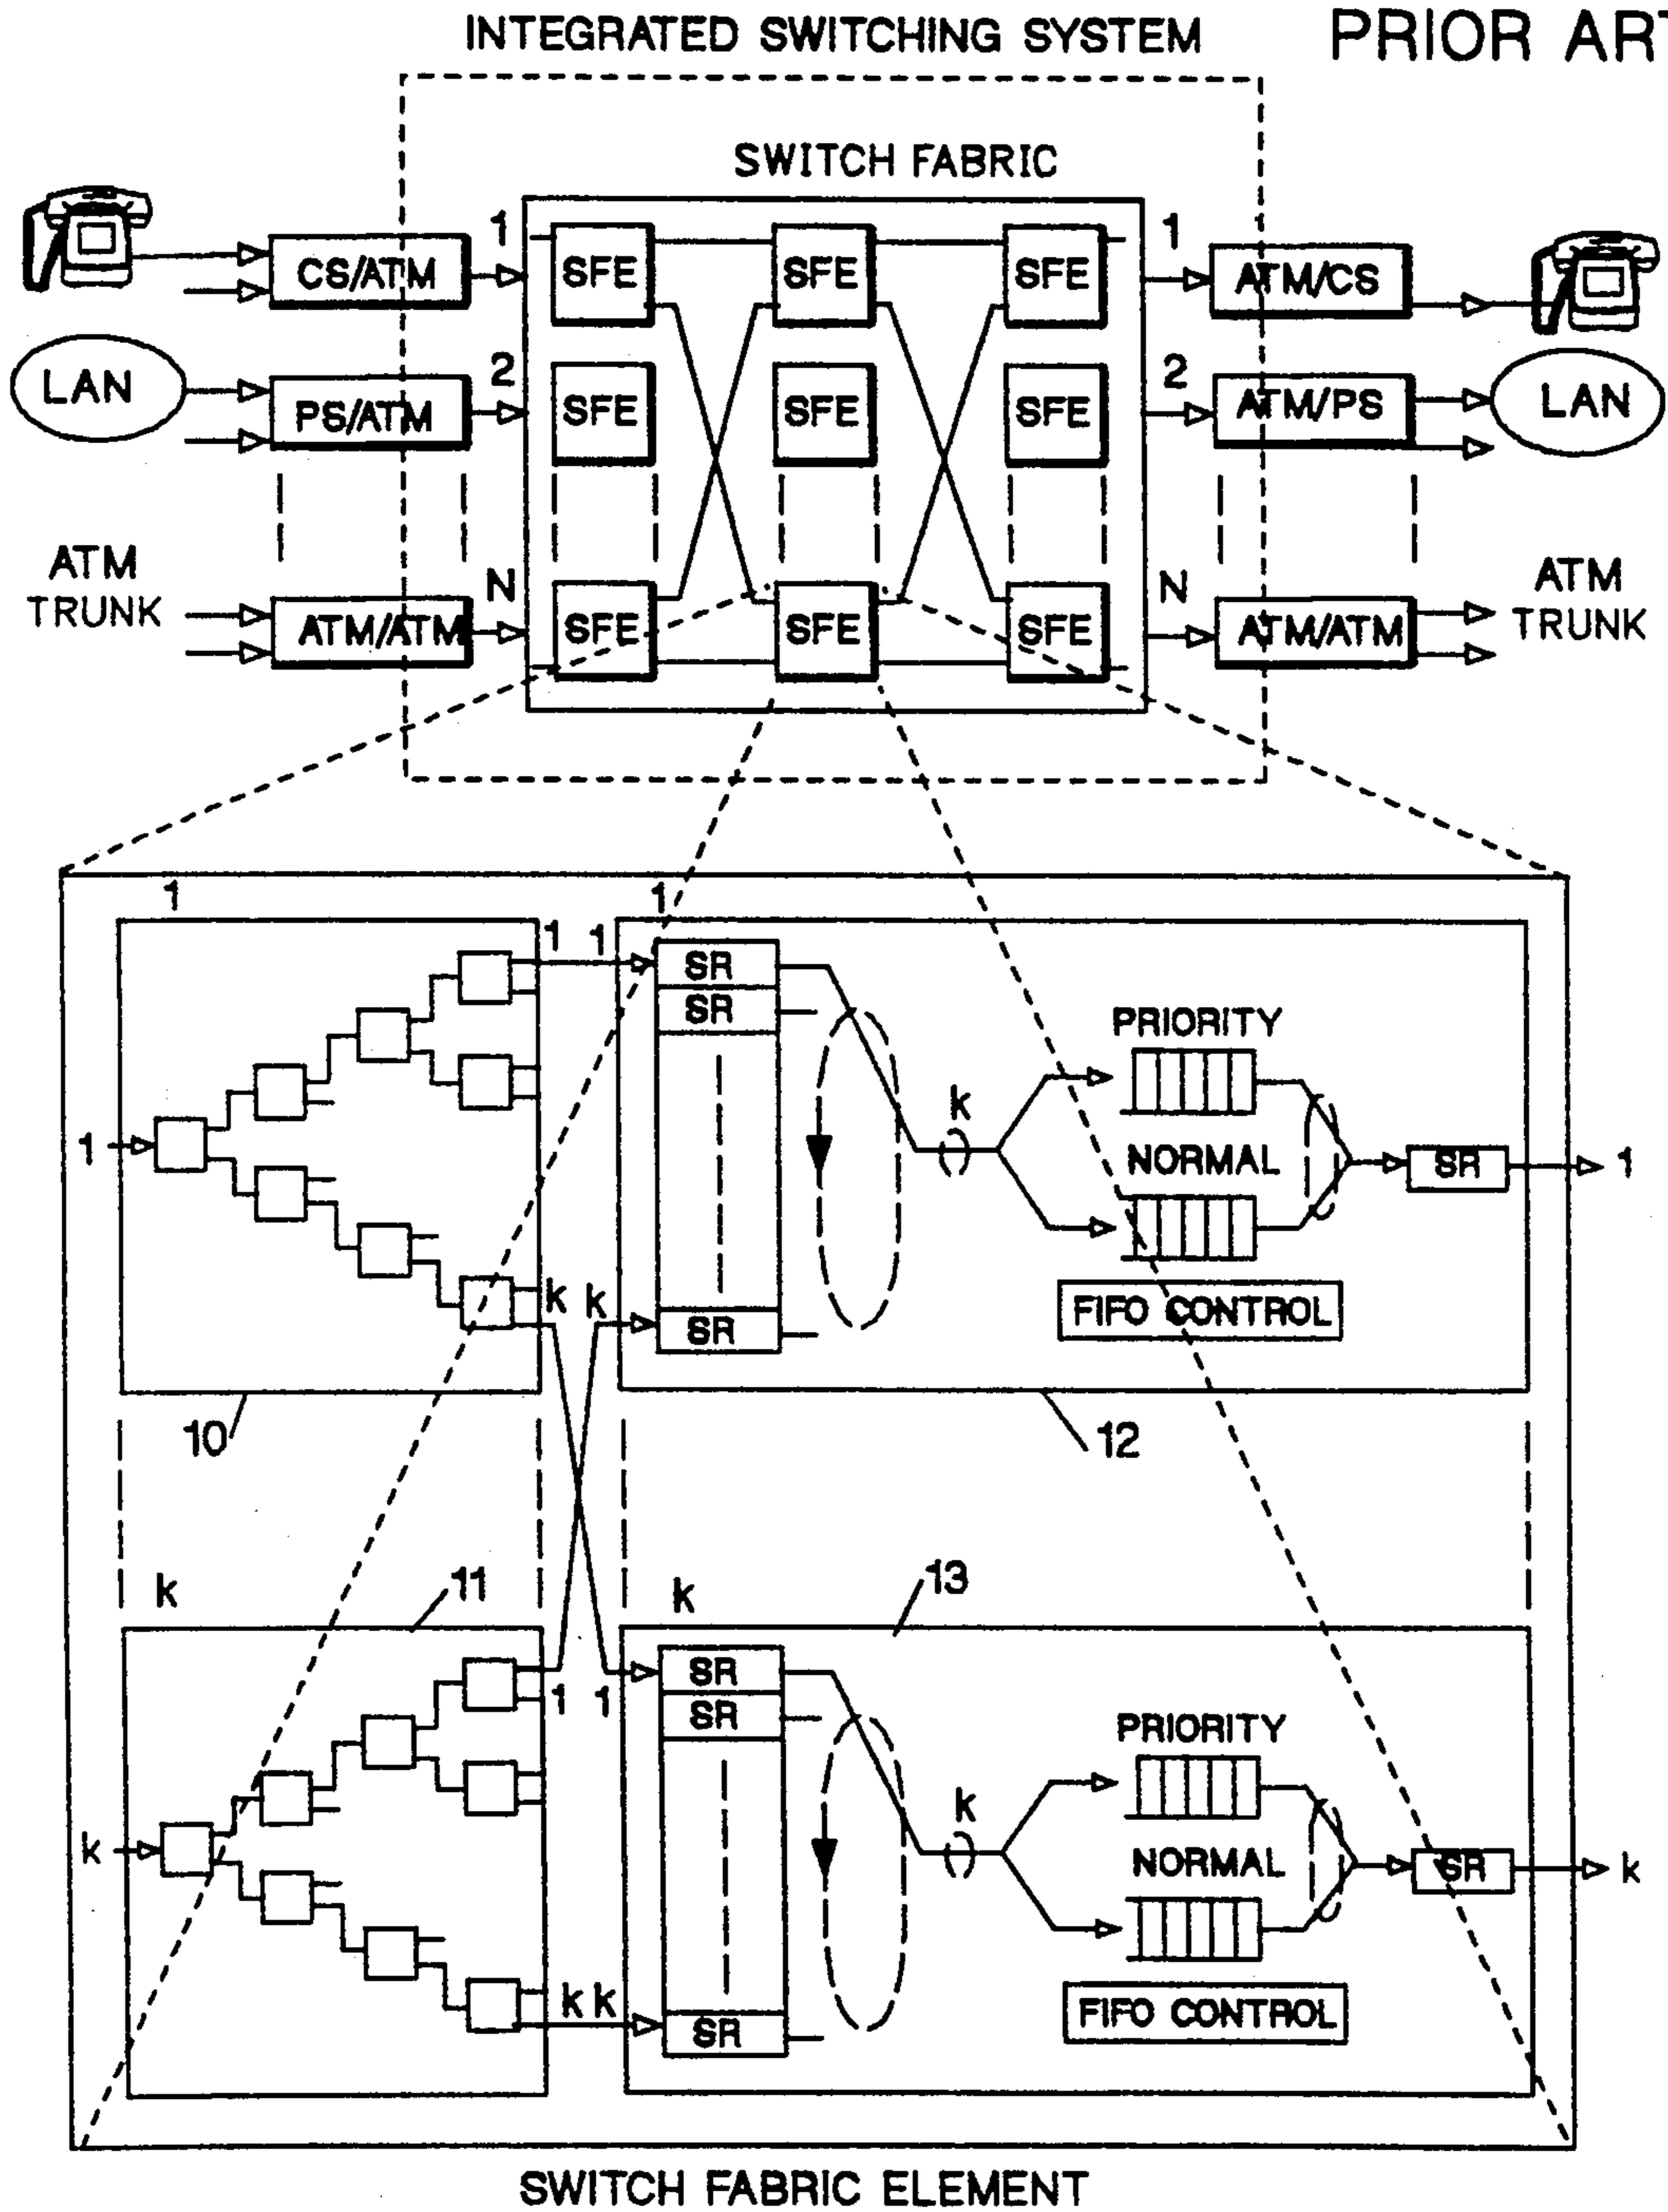 INTEGRATED SWITCHING SYSTEM
PRIOR ART
SWITCH FABRIC
1 SFE SFE SFE 1
CS/ATM ATM/CS
LAN PS/ATM 2 SFE SFE SFE 2 ATM/PS LAN
ATM TRUNK ATM/ATM N SFE SFE SFE N ATM/ATM ATM TRUNK
1 1
1 1 SR
SR
PRIORITY
k
1 NORMAL SR 1
k k SR
FIFO CONTROL
10 12
k 11 k 13
SR
1 1 SR
PRIORITY
k
k NORMAL SR k
k k SR
FIFO CONTROL
SWITCH FABRIC ELEMENT